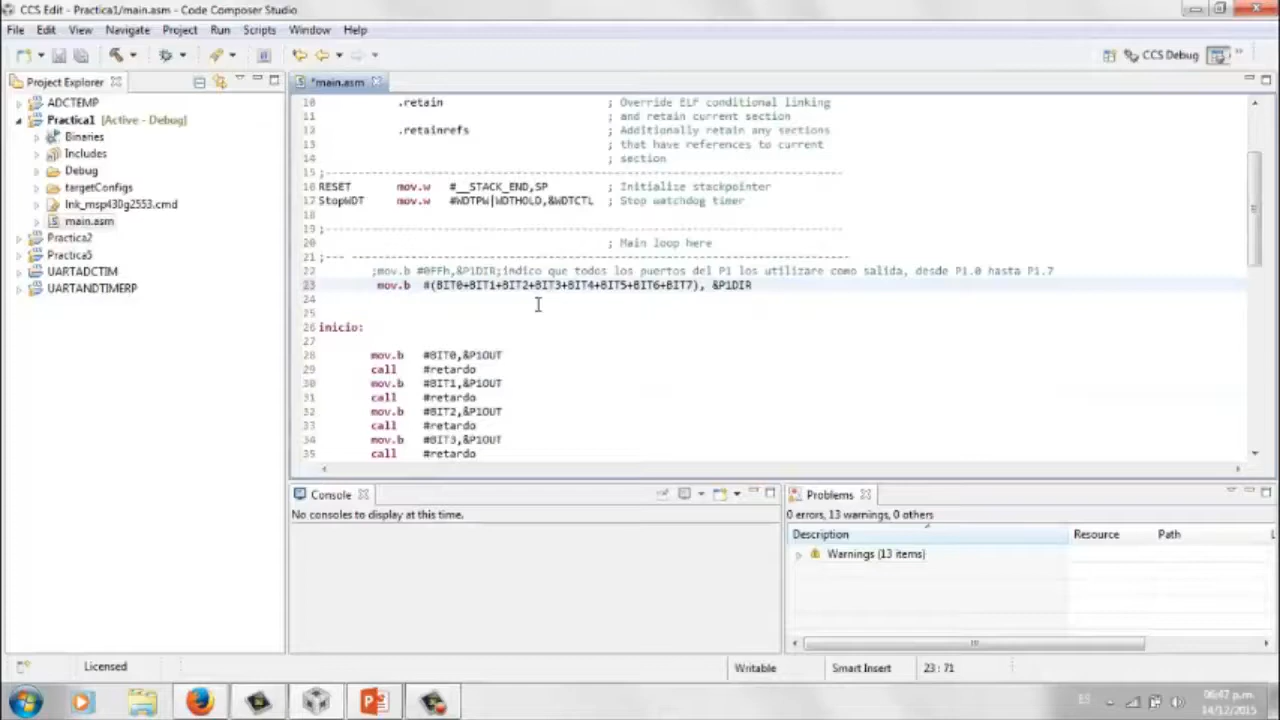 CCS Edit - Practica1/main.asm - Code Composer Studio
File Edit View Navigate Project Run Scripts Window Help
CCS Debug
Project Explorer
*main.asm
ADCTEMP
Practica1 [Active - Debug]
Binaries
Includes
Debug
targetConfigs
lnk_msp430g2553.cmd
main.asm
Practica2
Practica5
UARTADCTIM
UARTANDTIMERP
10 .retain ; Override ELF conditional linking
11 ; and retain current section
12 .retainrefs ; Additionally retain any sections
13 ; that have references to current
14 ; section
15 ;-------------------------------------------------------------------------------
16 RESET mov.w #__STACK_END,SP ; Initialize stackpointer
17 StopWDT mov.w #WDTPW|WDTHOLD,&WDTCTL ; Stop watchdog timer
18
19 ;-------------------------------------------------------------------------------
20 ; Main loop here
21 ;-- ----------------------------------------------------------------------------
22 ;mov.b #0FFh,&P1DIR;indico que todos los puertos del P1 los utilizare como salida, desde P1.0 hasta P1.7
23 mov.b #(BIT0+BIT1+BIT2+BIT3+BIT4+BIT5+BIT6+BIT7), &P1DIR
24
25
26 inicio:
27
28 mov.b #BIT0,&P1OUT
29 call #retardo
30 mov.b #BIT1,&P1OUT
31 call #retardo
32 mov.b #BIT2,&P1OUT
33 call #retardo
34 mov.b #BIT3,&P1OUT
35 call #retardo
Console
No consoles to display at this time.
Problems
0 errors, 13 warnings, 0 others
Description Resource Path L
Warnings (13 items)
Licensed
Writable Smart Insert 23 : 71
ES
06:47 p.m.
14/12/2015